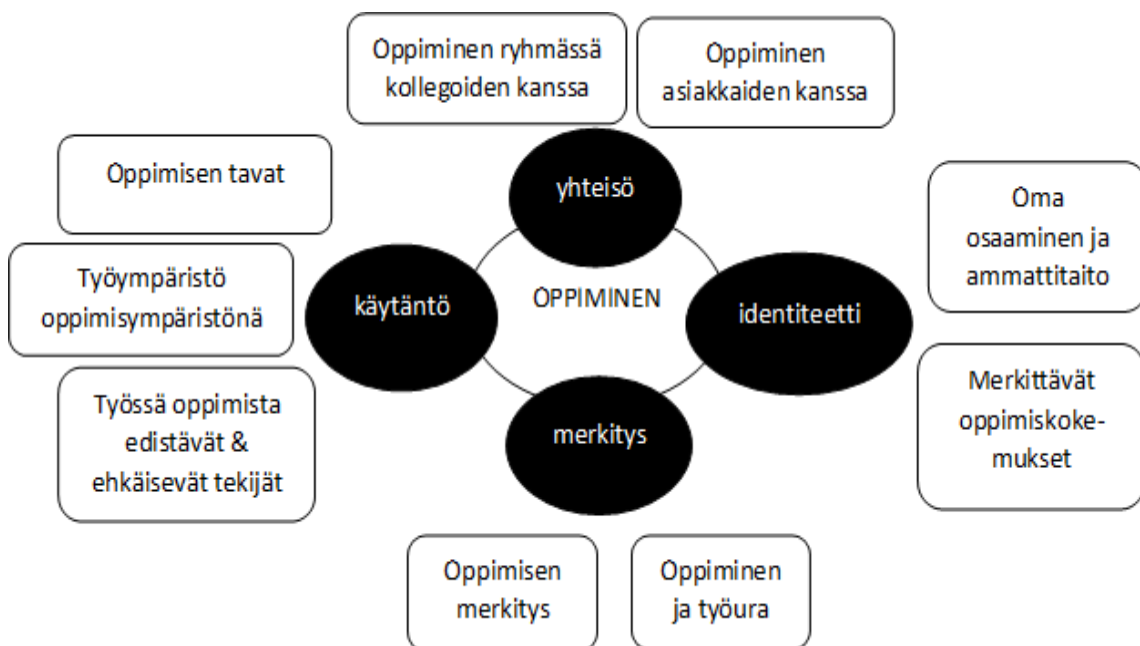 Oppiminen ryhmässä
kollegoiden kanssa
Oppiminen
asiakkaiden kanssa
Oppimisen tavat
yhteisö
Oma
osaaminen ja
ammattitaito
Työympäristö
oppimisympäristönä
käytäntö
OPPIMINEN
identiteetti
Työssä oppimista
edistävät &
ehkäisevät tekijät
merkitys
Merkittävät
oppimiskoke-
mukset
Oppimisen
merkitys
Oppiminen
ja työura